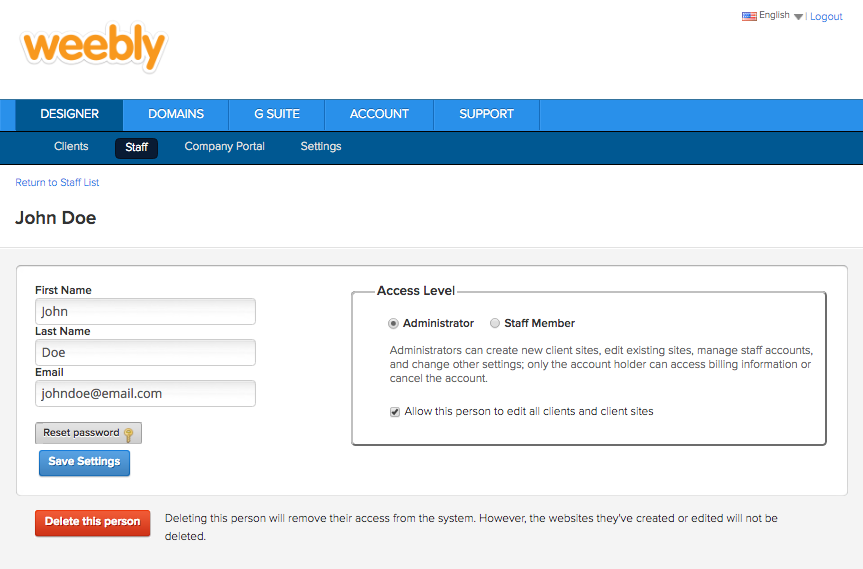 English | Logout
weebly
DESIGNER DOMAINS G SUITE ACCOUNT SUPPORT
Clients Staff Company Portal Settings
Return to Staff List
John Doe
First Name
John
Last Name
Doe
Email
johndoe@email.com
Reset password
Save Settings
Access Level
Administrator Staff Member
Administrators can create new client sites, edit existing sites, manage staff accounts,
and change other settings; only the account holder can access billing information or
cancel the account.
Allow this person to edit all clients and client sites
Delete this person
Deleting this person will remove their access from the system. However, the websites they've created or edited will not be
deleted.